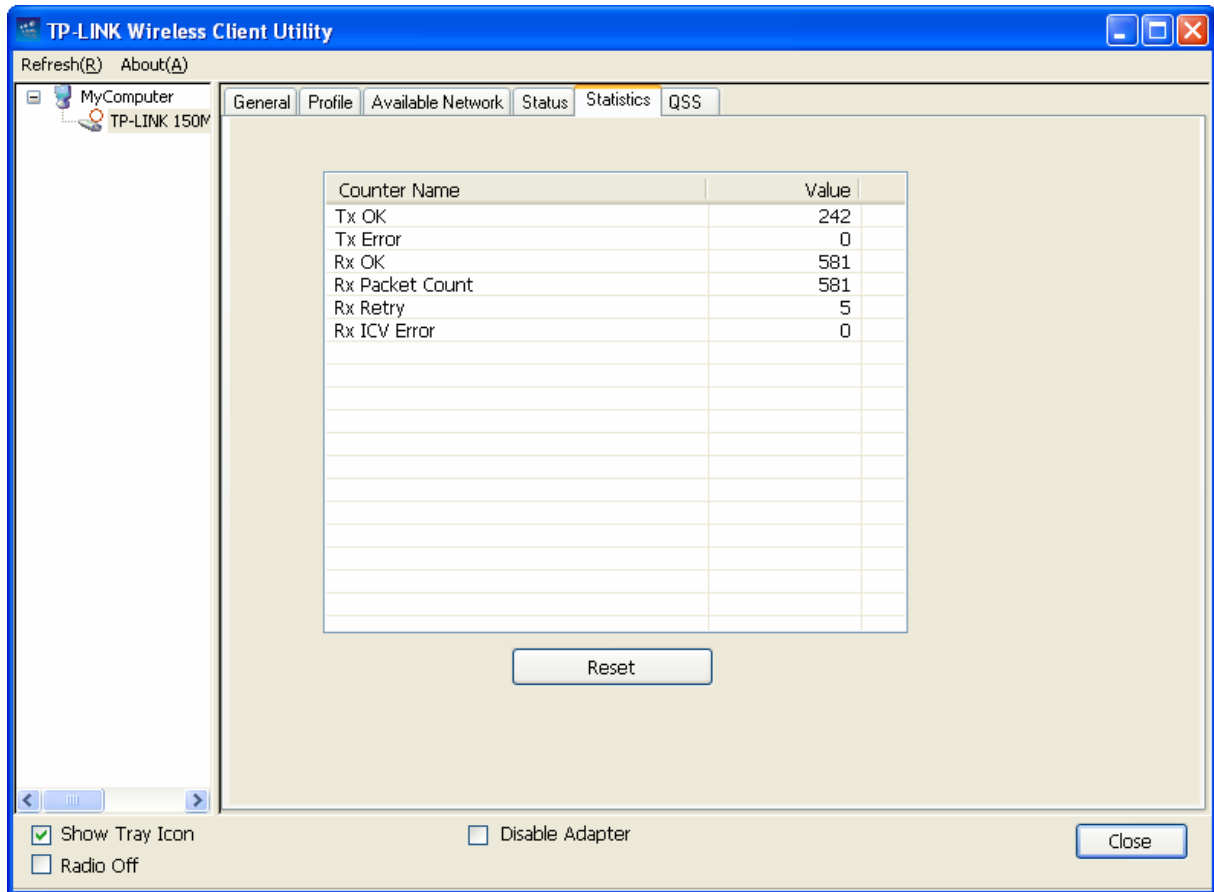 TP-LINK Wireless Client Utility
Refresh(R) About(A)
MyComputer
TP-LINK 150M
General Profile Available Network Status Statistics QSS
Counter Name Value
Tx OK 242
Tx Error 0
Rx OK 581
Rx Packet Count 581
Rx Retry 5
Rx ICV Error 0
Reset
Show Tray Icon Disable Adapter
Radio Off
Close